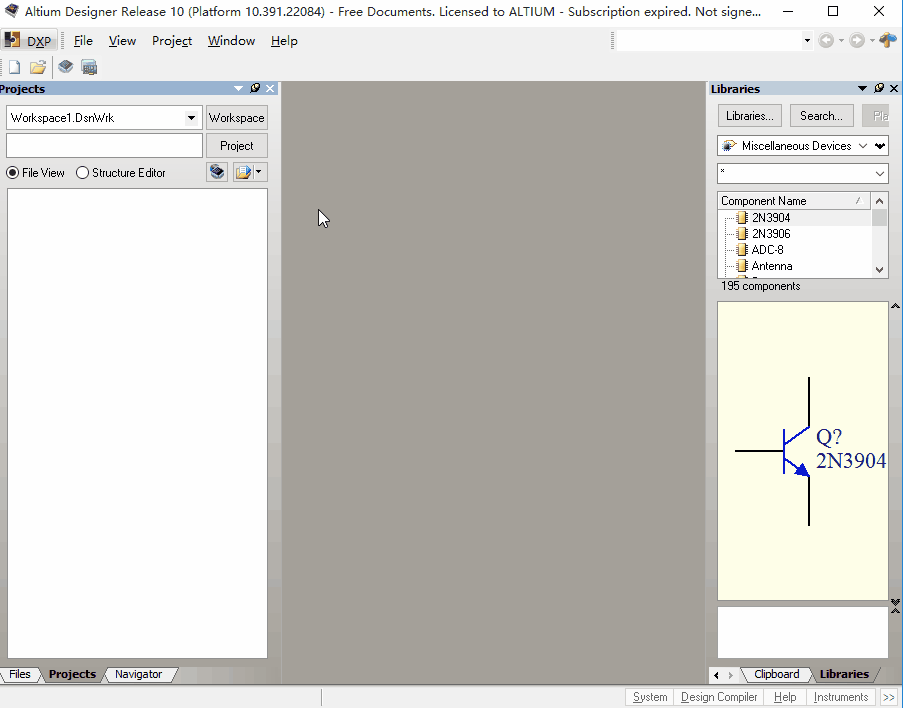 Altium Designer Release 10 (Platform 10.391.22084) - Free Documents. Licensed to ALTIUM - Subscription expired. Not signe...
DXP File View Project Window Help
Projects
Workspace1.DsnWrk Workspace
Project
File View Structure Editor
Files Projects Navigator
Libraries
Libraries... Search... Pla
Miscellaneous Devices
*
Component Name
2N3904
2N3906
ADC-8
Antenna
195 components
Q?
2N3904
Clipboard Libraries
System Design Compiler Help Instruments >>